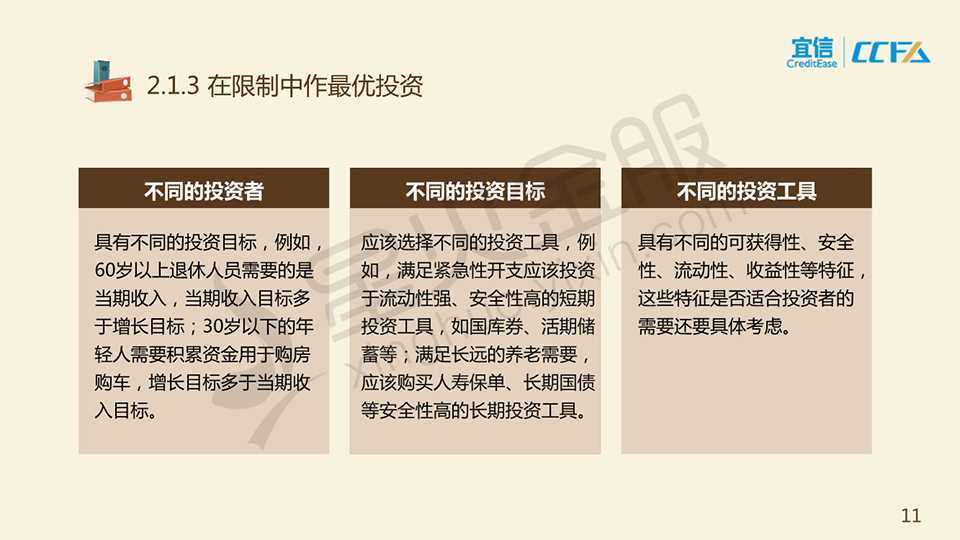 宜信
CreditEase
CCFA
2.1.3 在限制中作最优投资
不同的投资者
具有不同的投资目标，例如，
60岁以上退休人员需要的是
当期收入，当期收入目标多
于增长目标；30岁以下的年
轻人需要积累资金用于购房
购车，增长目标多于当期收
入目标。
不同的投资目标
应该选择不同的投资工具，例
如，满足紧急性开支应该投资
于流动性强、安全性高的短期
投资工具，如国库券、活期储
蓄等；满足长远的养老需要，
应该购买人寿保单、长期国债
等安全性高的长期投资工具。
不同的投资工具
具有不同的可获得性、安全
性、流动性、收益性等特征，
这些特征是否适合投资者的
需要还要具体考虑。
星火金服
11